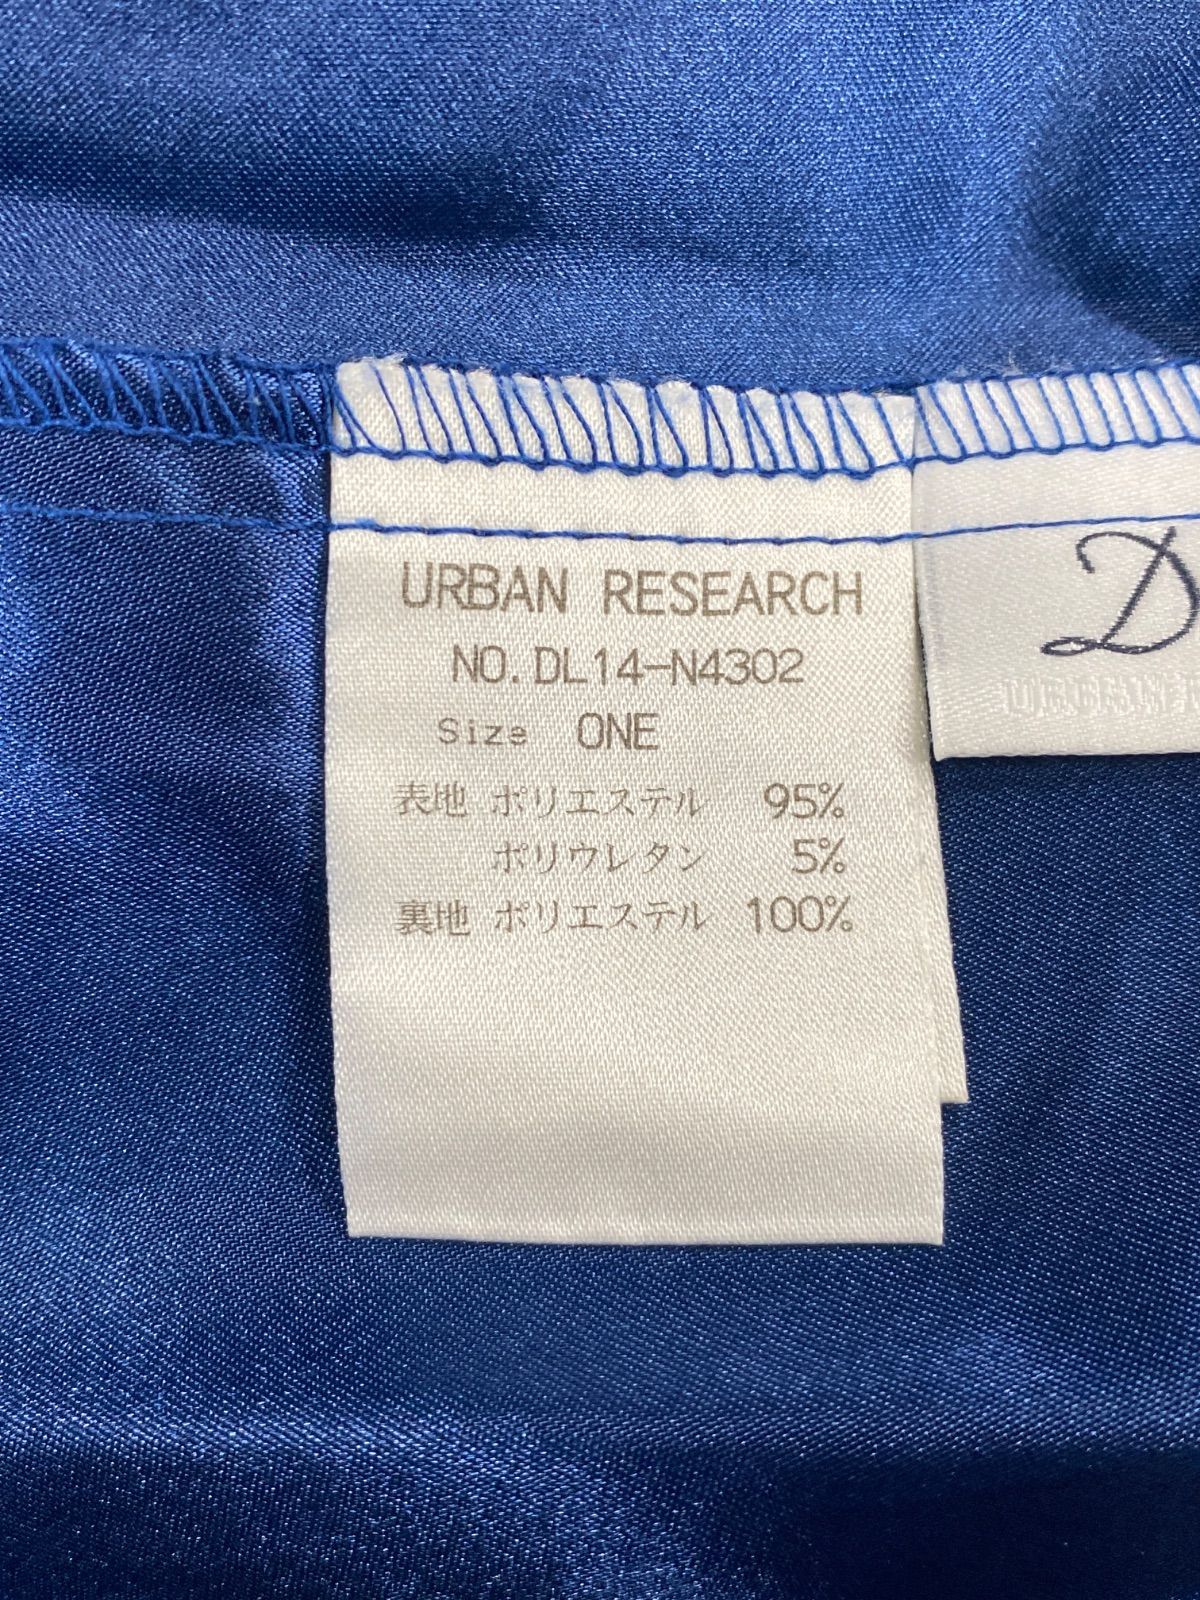 URBAN RESEARCH
NO. DL14-N4302
Size ONE
表地 ポリエステル 95%
ポリウレタン 5%
裏地 ポリエステル 100%
D